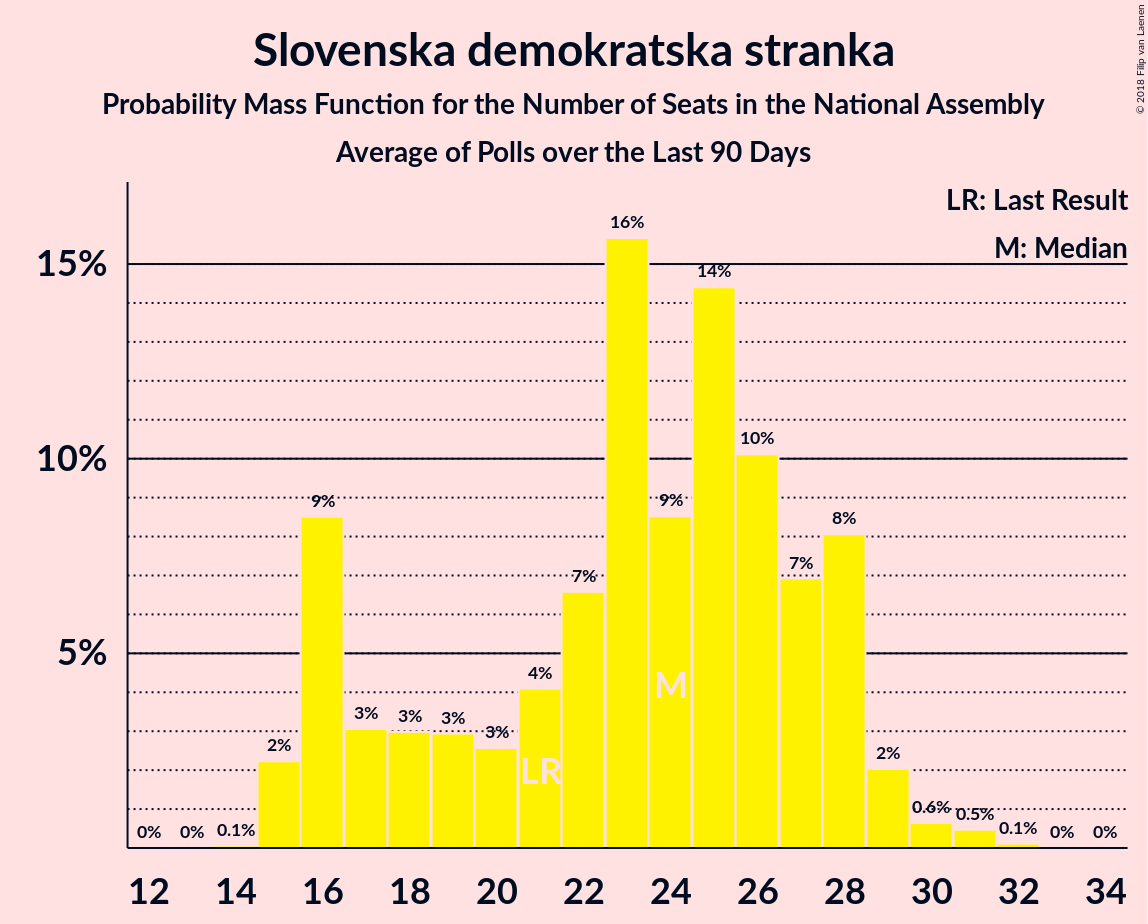 Slovenska demokratska stranka
Probability Mass Function for the Number of Seats in the National Assembly
Average of Polls over the Last 90 Days
© 2018 Filip van Laenen
LR: Last Result
M: Median
15%
10%
5%
0%
0%
0.1%
2%
9%
3%
3%
3%
3%
4%
7%
16%
9%
14%
10%
7%
8%
2%
0.6%
0.5%
0.1%
0%
0%
LR
M
12 14 16 18 20 22 24 26 28 30 32 34